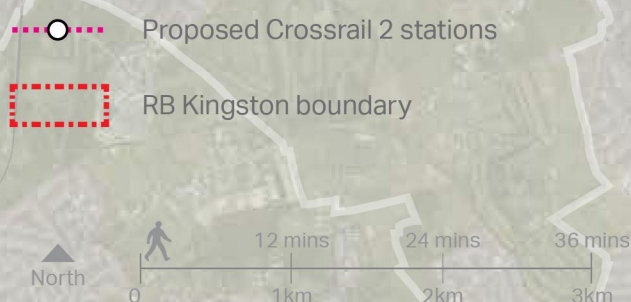 Proposed Crossrail 2 stations
RB Kingston boundary
12 mins 24 mins 36 mins
North
0 1km 2km 3km